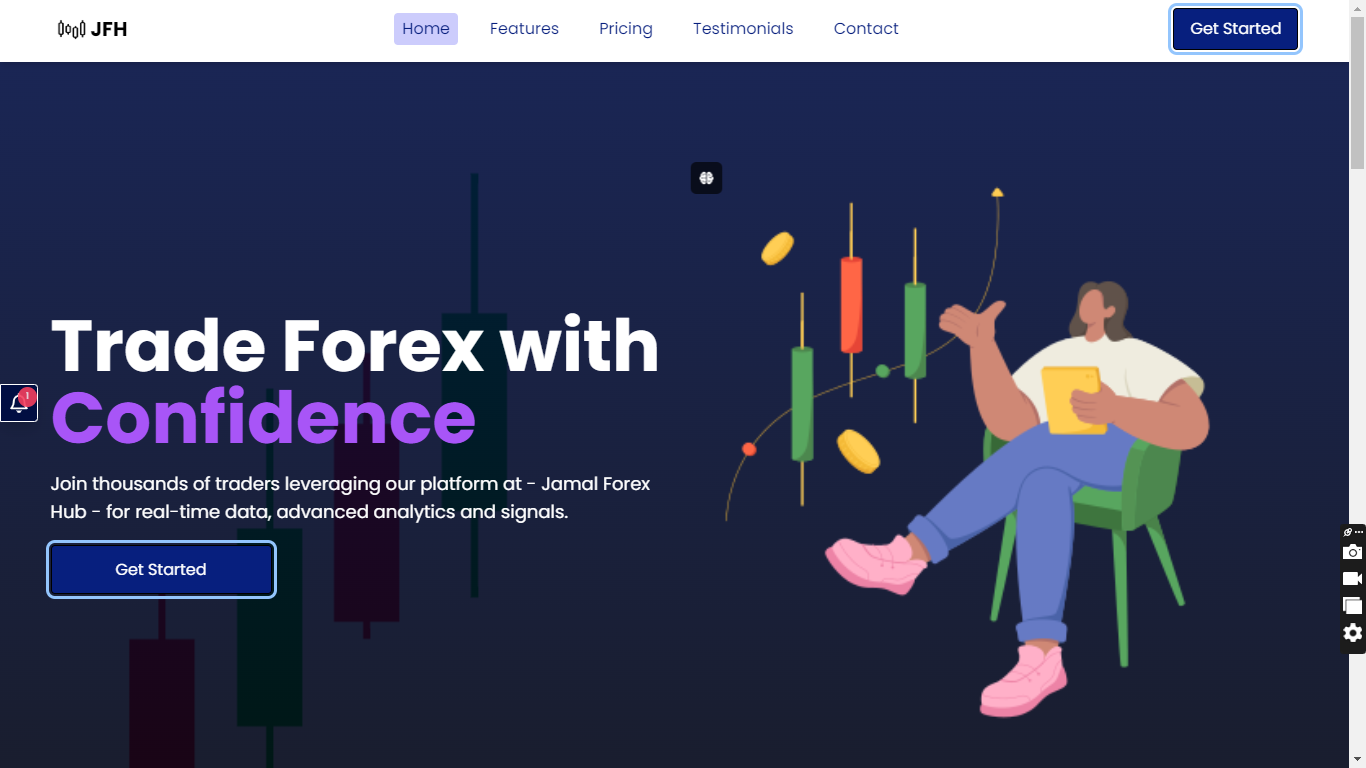 JFH
Home
Features
Pricing
Testimonials
Contact
Get Started
Trade Forex with
Confidence
1
Join thousands of traders leveraging our platform at - Jamal Forex
Hub - for real-time data, advanced analytics and signals.
Get Started